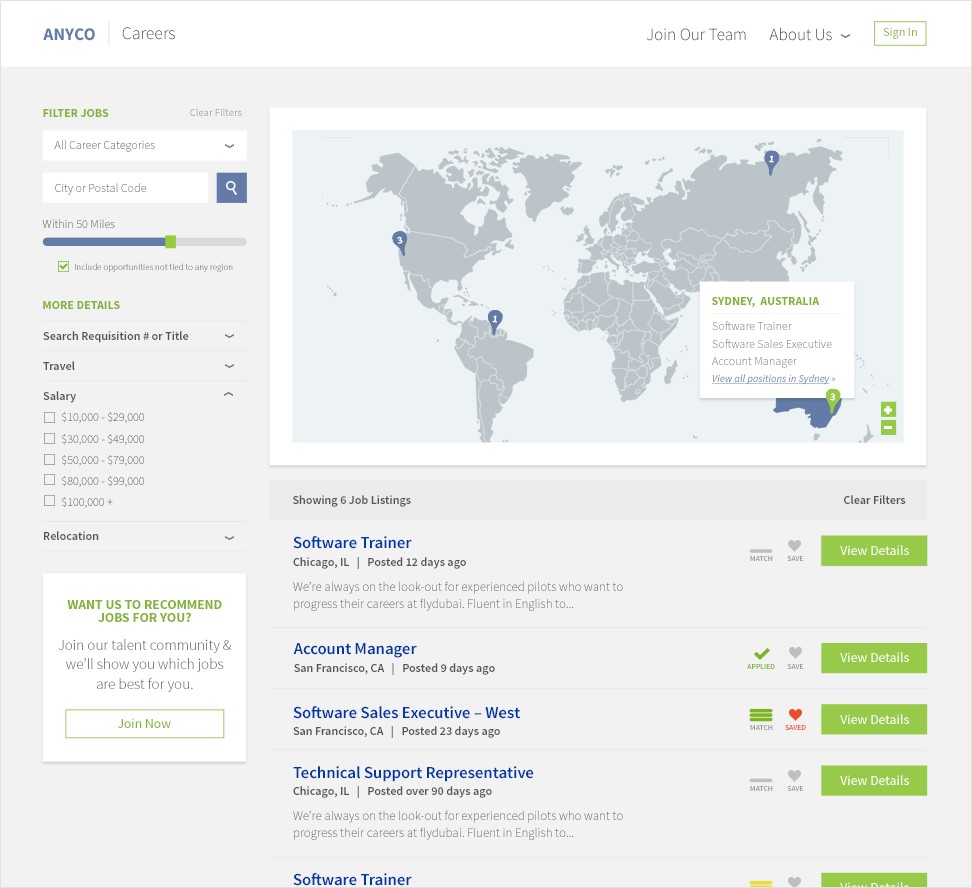 ANYCO
Careers
Join Our Team
About Us
Sign In
FILTER JOBS
Clear Filters
All Career Categories
City or Postal Code
Within 50 Miles
Include opportunities not tied to any region
MORE DETAILS
Search Requisition # or Title
Travel
Salary
$10,000 - $29,000
$30,000 - $49,000
$50,000 - $79,000
$80,000 - $99,000
$100,000 +
Relocation
WANT US TO RECOMMEND
JOBS FOR YOU?
Join our talent community &
we'll show you which jobs
are best for you.
Join Now
1
3
1
SYDNEY, AUSTRALIA
Software Trainer
Software Sales Executive
Account Manager
View all positions in Sydney »
3
Showing 6 Job Listings
Clear Filters
Software Trainer
Chicago, IL | Posted 12 days ago
We're always on the look-out for experienced pilots who want to
progress their careers at flydubai. Fluent in English to...
MATCH
SAVE
View Details
Account Manager
San Francisco, CA | Posted 9 days ago
APPLIED
SAVE
View Details
Software Sales Executive – West
San Francisco, CA | Posted 23 days ago
MATCH
SAVED
View Details
Technical Support Representative
Chicago, IL | Posted over 90 days ago
We're always on the look-out for experienced pilots who want to
progress their careers at flydubai. Fluent in English to...
MATCH
SAVE
View Details
Software Trainer
View Details